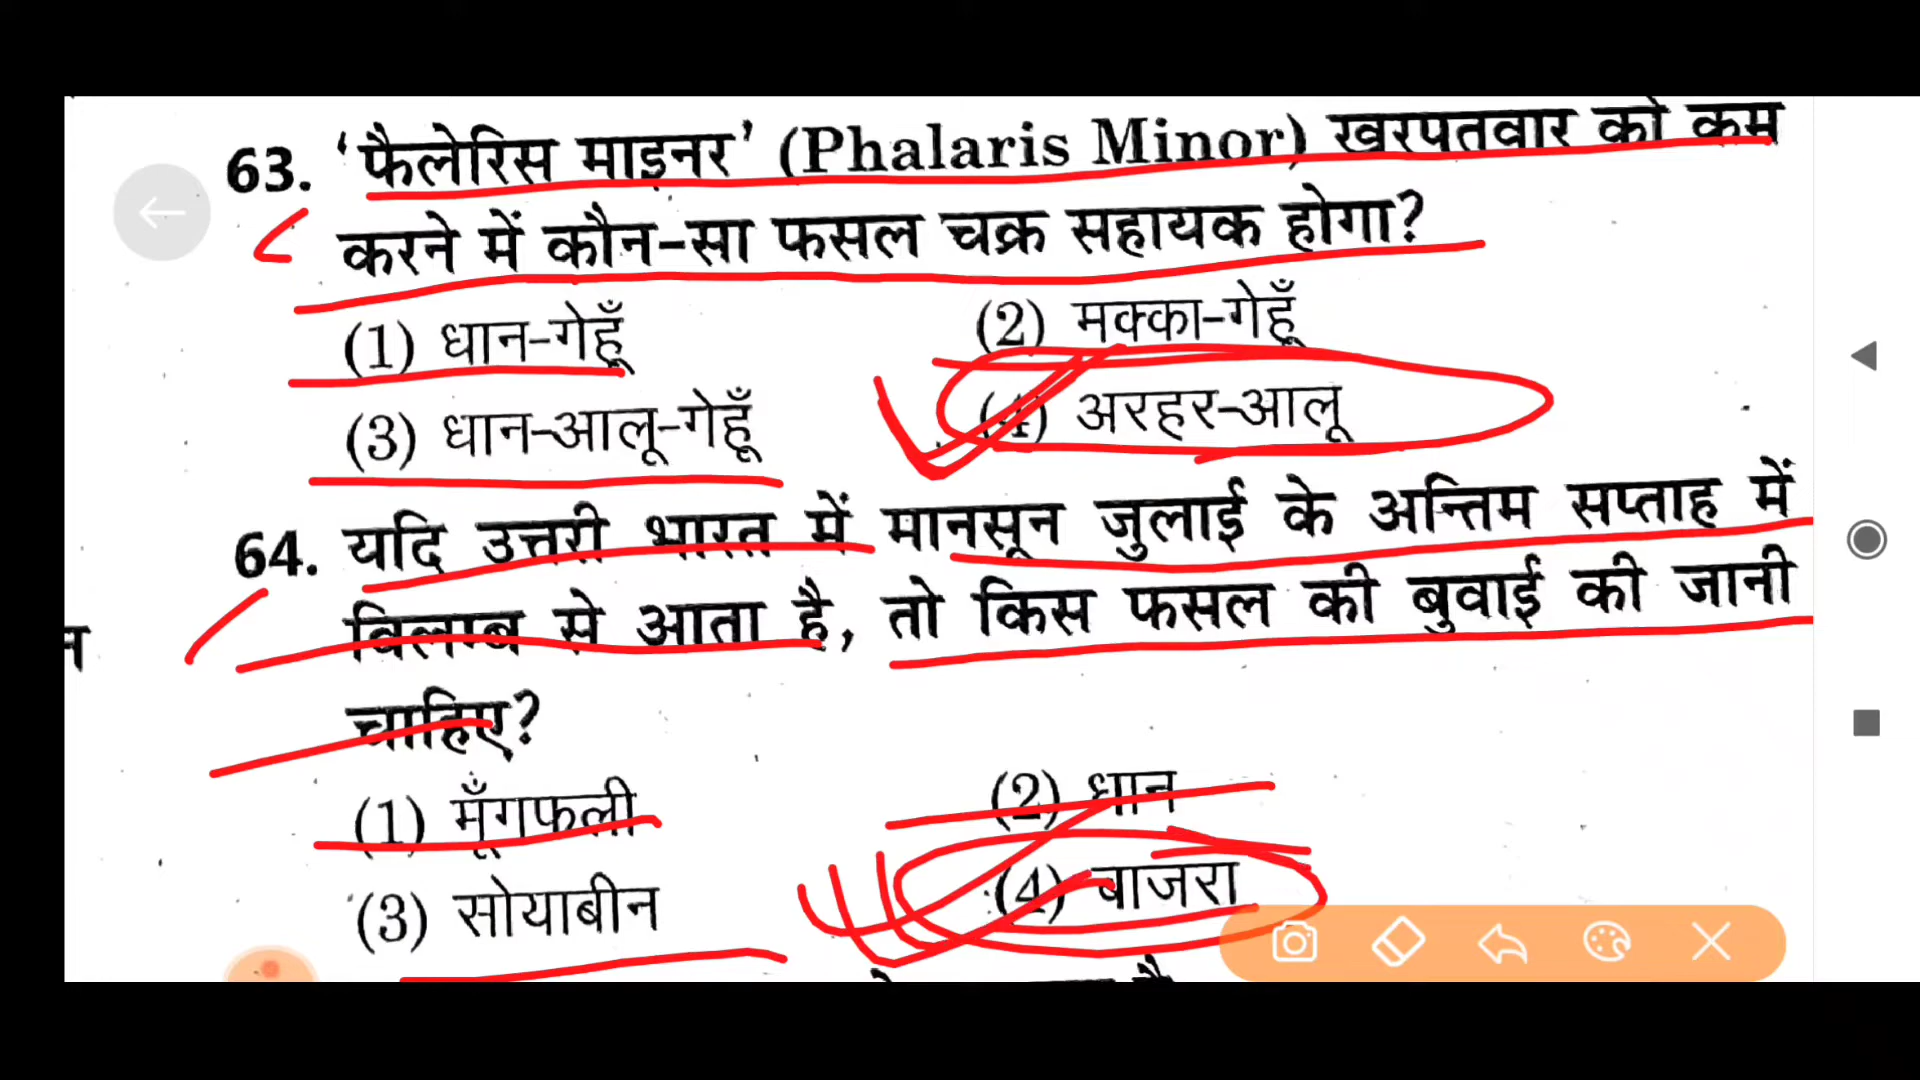 63. 'फैलेरिस माइनर' (Phalaris Minor) खरपतवार को कम
करने में कौन-सा फसल चक्र सहायक होगा?
(1) धान-गेहूँ (2) मक्का-गेहूँ
(3) धान-आलू-गेहूँ (4) अरहर-आलू
64. यदि उत्तरी भारत में मानसून जुलाई के अन्तिम सप्ताह में
विलम्ब से आता है, तो किस फसल की बुवाई की जानी
चाहिए?
(1) मूँगफली (2) धान
(3) सोयाबीन (4) बाजरा